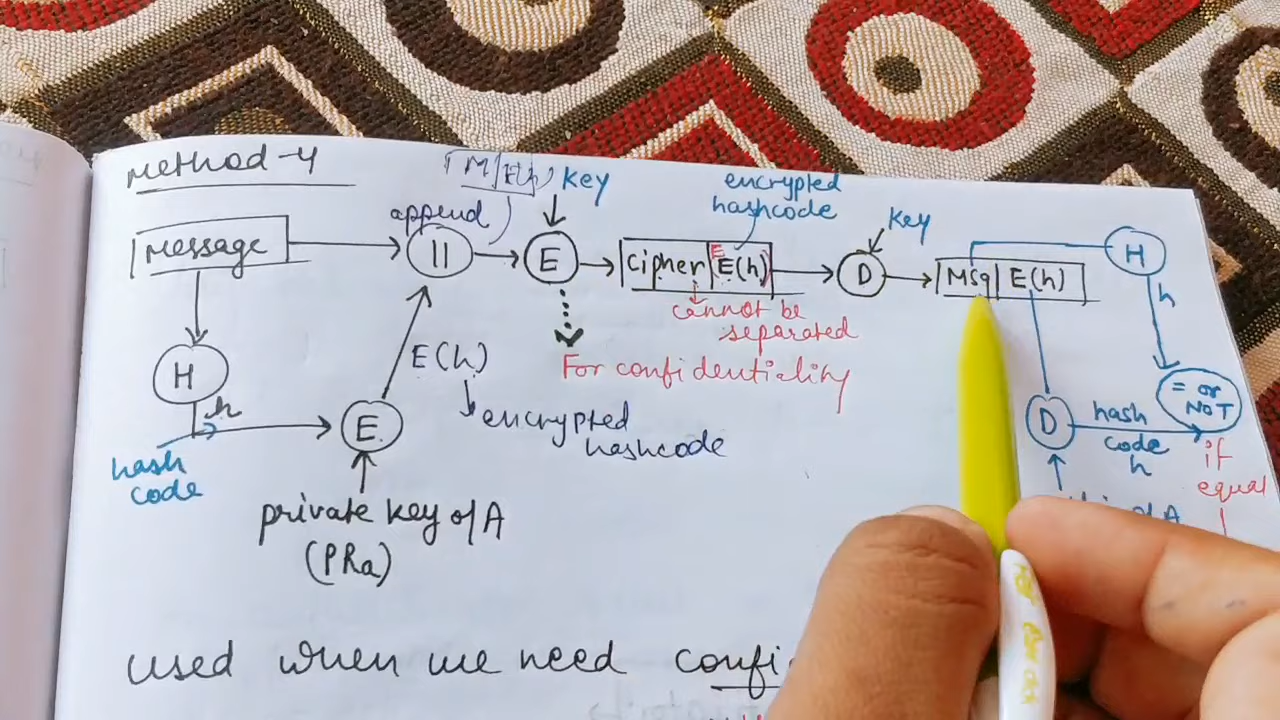 Method-4
key
append
encrypted
hashcode
key
Message
||
E
Cipher
E
E(h)
D
Msg
E(h)
H
cannot be
separated
h
For confidentiality
H
h
E(h)
E
encrypted
hashcode
= or
NOT
D
hash
code
h
if
equal
hash
code
private key of A
(PRa)
of A
used when we need confi